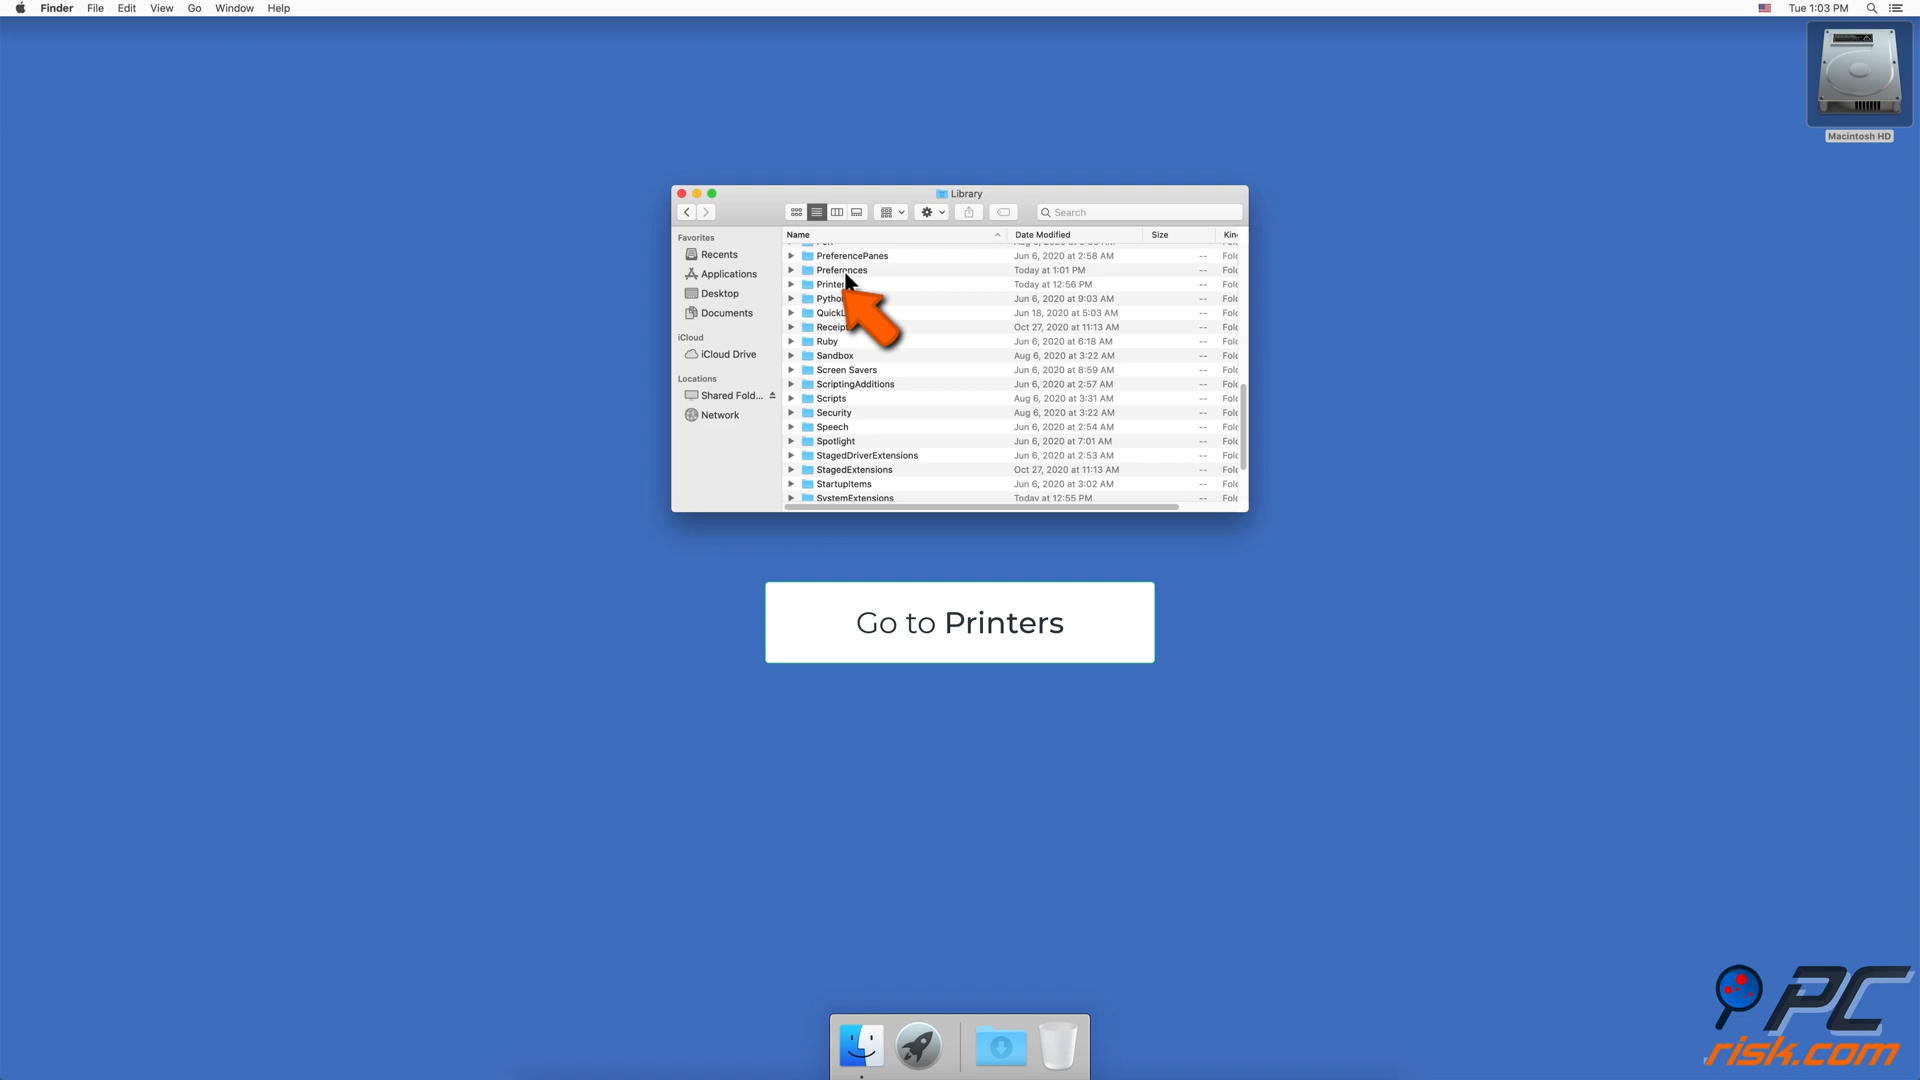 Finder File Edit View Go Window Help
Tue 1:03 PM
Macintosh HD
Library
Search
Favorites
Recents
Applications
Desktop
Documents
iCloud
iCloud Drive
Locations
Shared Fold...
Network
Name Date Modified Size
PreferencePanes Jun 6, 2020 at 2:58 AM --
Preferences Today at 1:01 PM --
Today at 12:56 PM --
Jun 6, 2020 at 9:03 AM --
Jun 18, 2020 at 5:03 AM --
Oct 27, 2020 at 11:13 AM --
Ruby Jun 6, 2020 at 6:18 AM --
Sandbox Aug 6, 2020 at 3:22 AM --
Screen Savers Jun 6, 2020 at 8:59 AM --
ScriptingAdditions Jun 6, 2020 at 2:57 AM --
Scripts Aug 6, 2020 at 3:31 AM --
Security Aug 6, 2020 at 3:22 AM --
Speech Jun 6, 2020 at 2:54 AM --
Spotlight Jun 6, 2020 at 7:01 AM --
StagedDriverExtensions Jun 6, 2020 at 2:53 AM --
StagedExtensions Oct 27, 2020 at 11:13 AM --
StartupItems Jun 6, 2020 at 3:02 AM --
SystemExtensions Today at 12:55 PM --
Go to Printers
PC
risk.com